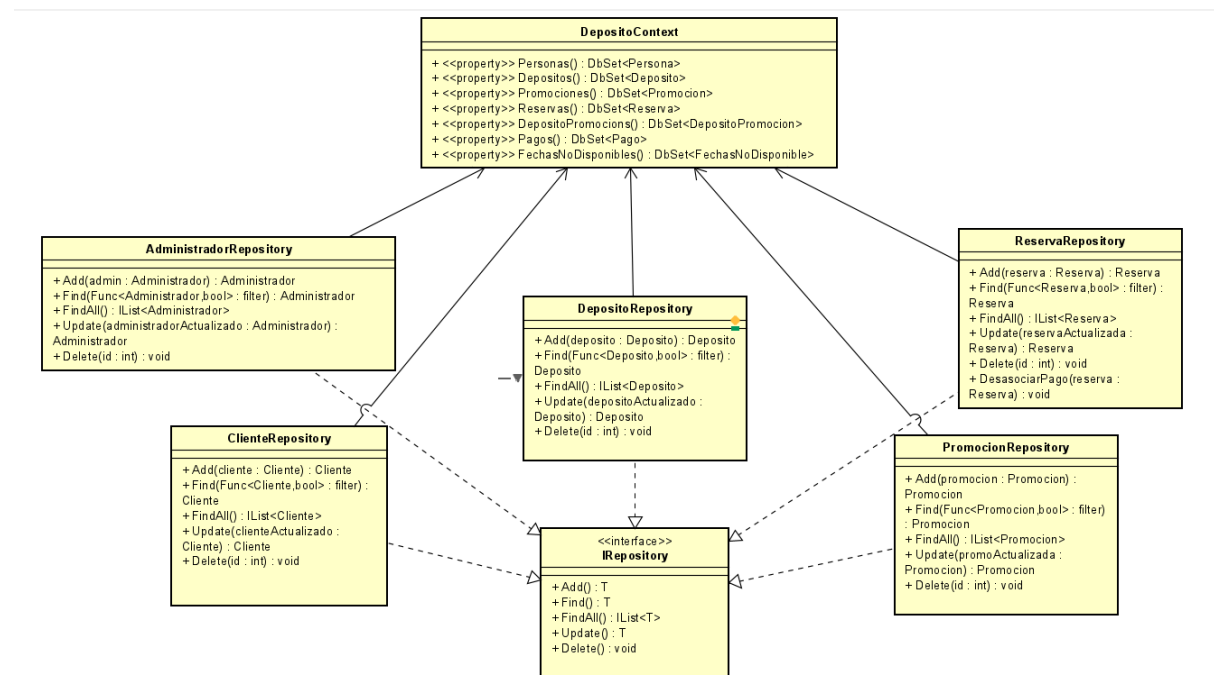 DepositoContext
+ <<property>> Personas() : DbSet<Persona>
+ <<property>> Depositos() : DbSet<Deposito>
+ <<property>> Promociones() : DbSet<Promocion>
+ <<property>> Reservas() : DbSet<Reserva>
+ <<property>> DepositoPromocions() : DbSet<DepositoPromocion>
+ <<property>> Pagos() : DbSet<Pago>
+ <<property>> FechasNoDisponibles() : DbSet<FechasNoDisponible>
AdministradorRepository
+ Add(admin : Administrador) : Administrador
+ Find(Func<Administrador,bool> : filter) : Administrador
+ FindAll() : IList<Administrador>
+ Update(administradorActualizado : Administrador) :
Administrador
+ Delete(id : int) : void
ReservaRepository
+ Add(reserva : Reserva) : Reserva
+ Find(Func<Reserva,bool> : filter) :
Reserva
+ FindAll() : IList<Reserva>
+ Update(reservaActualizada :
Reserva) : Reserva
+ Delete(id : int) : void
+ DesasociarPago(reserva :
Reserva) : void
DepositoRepository
+ Add(deposito : Deposito) : Deposito
+ Find(Func<Deposito,bool> : filter) :
Deposito
+ FindAll() : IList<Deposito>
+ Update(depositoActualizado :
Deposito) : Deposito
+ Delete(id : int) : void
ClienteRepository
+ Add(cliente : Cliente) : Cliente
+ Find(Func<Cliente,bool> : filter) :
Cliente
+ FindAll() : IList<Cliente>
+ Update(clienteActualizado :
Cliente) : Cliente
+ Delete(id : int) : void
PromocionRepository
+ Add(promocion : Promocion) :
Promocion
+ Find(Func<Promocion,bool> : filter)
: Promocion
+ FindAll() : IList<Promocion>
+ Update(promoActualizada :
Promocion) : Promocion
+ Delete(id : int) : void
<<interface>>
IRepository
+ Add() : T
+ Find() : T
+ FindAll() : IList<T>
+ Update() : T
+ Delete() : void